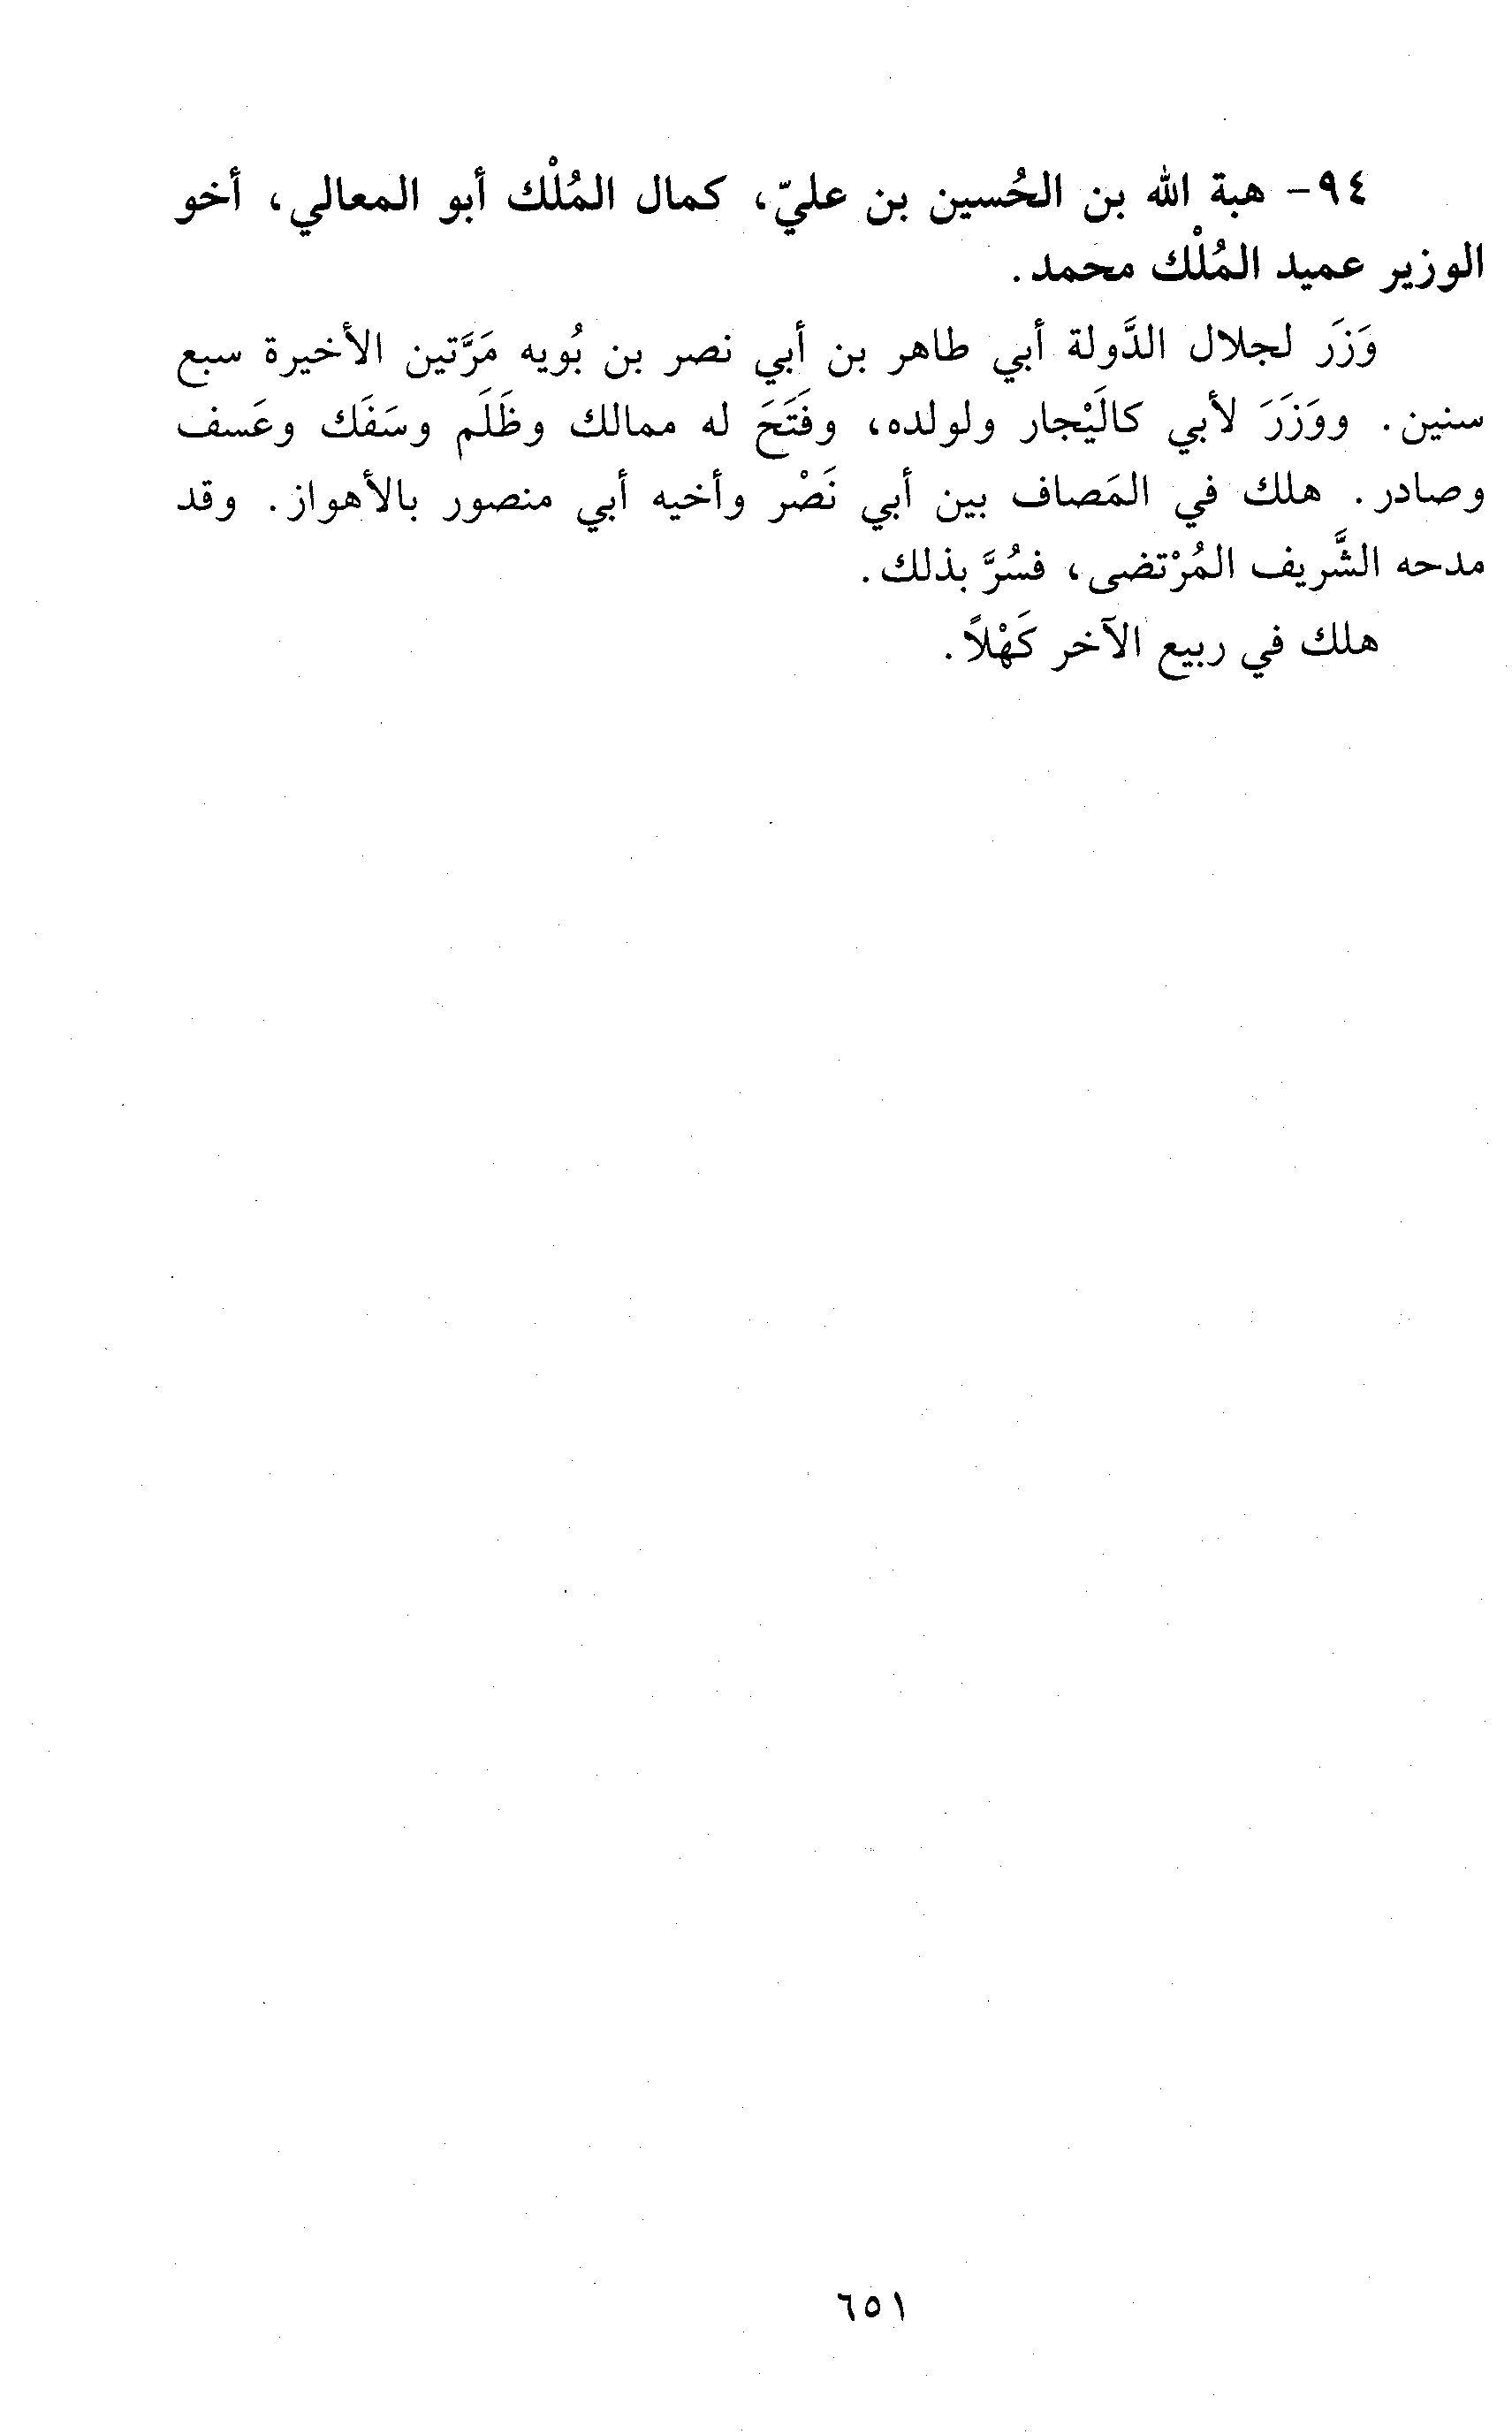 ٩٤- هبة الله بن الحُسين بن عليّ، كمال المُلْك أبو المعالي، أخو
الوزير عميد المُلْك محمد.
وَزَر لجلال الدَّولة أبي طاهر بن أبي نصر بن بُويه مَرَّتين الأخيرة سبع
سنين. ووَزَرَ لأبي كالَيْجار ولولده، وفَتَحَ له ممالك وظَلَم وسَفَك وعَسف
وصادر. هلك في المَصاف بين أبي نَصْر وأخيه أبي منصور بالأهواز. وقد
مدحه الشَّريف المُرْتضى، فسُرَّ بذلك.
هلك في ربيع الآخر كَهْلاً.
٦٥١